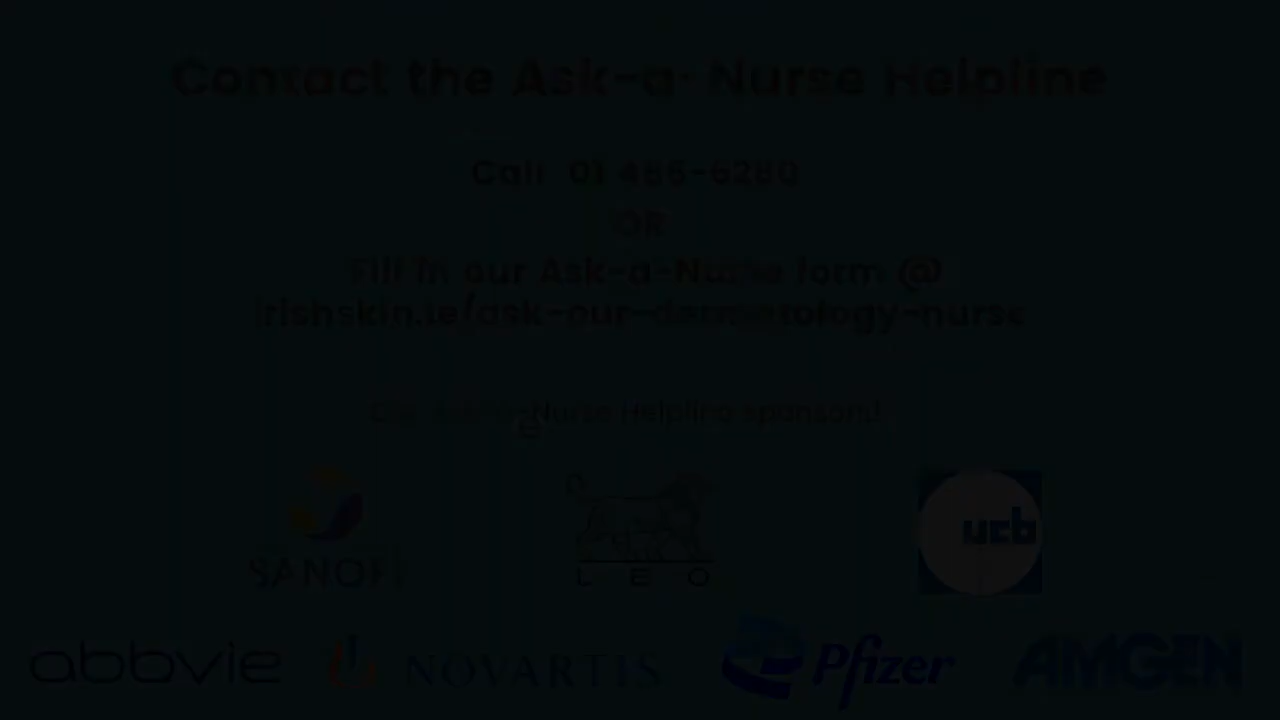 Contact the Ask-a- Nurse Helpline
Call 01 486-6280
OR
Fill in our Ask-a-Nurse form @
irishskin.ie/ask-our-dermatology-nurse
-Nurse Helpline sponsord
SANOFI
LEO
ucb
abbvie
NOVARTIS
Pfizer
AMGEN